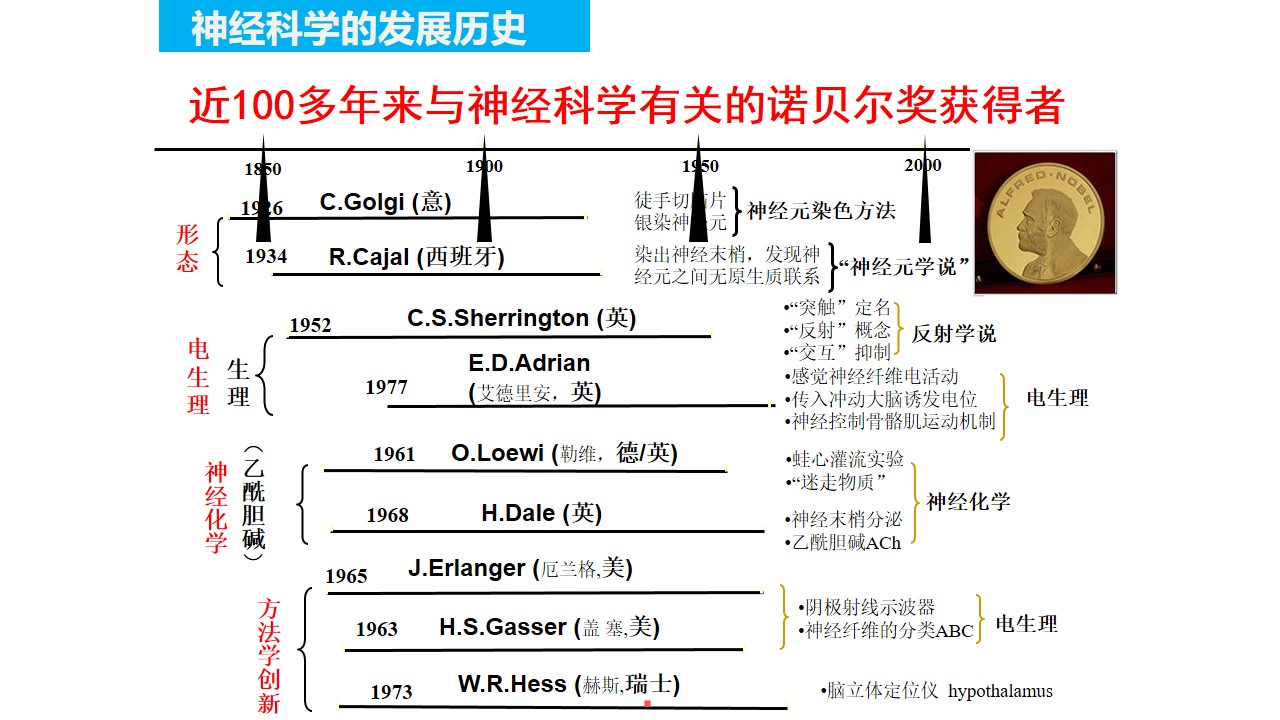 神经科学的发展历史
近100多年来与神经科学有关的诺贝尔奖获得者
1850
1900
1950
2000
ALFRED·NOBEL
形态
1926
C.Golgi (意)
徒手切脑片
银染神经元
神经元染色方法
1934
R.Cajal (西班牙)
染出神经末梢，发现神
经元之间无原生质联系
“神经元学说”
电生理
生理
1952
C.S.Sherrington (英)
•“突触”定名
•“反射”概念
•“交互”抑制
反射学说
1977
E.D.Adrian
(艾德里安，英)
•感觉神经纤维电活动
•传入冲动大脑诱发电位
•神经控制骨骼肌运动机制
电生理
神经化学
（乙酰胆碱）
1961
O.Loewi (勒维，德/英)
•蛙心灌流实验
•“迷走物质”
1968
H.Dale (英)
•神经末梢分泌
•乙酰胆碱ACh
神经化学
方法学创新
1965
J.Erlanger (厄兰格,美)
1963
H.S.Gasser (盖 塞,美)
•阴极射线示波器
•神经纤维的分类ABC
电生理
1973
W.R.Hess (赫斯,瑞士)
•脑立体定位仪 hypothalamus